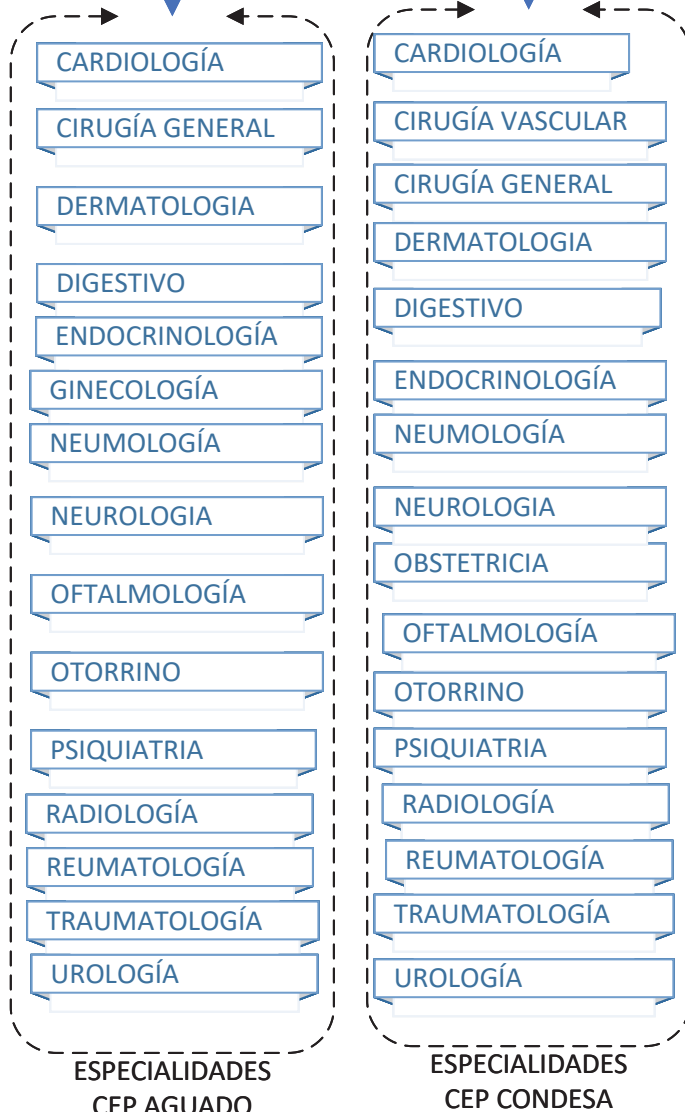 CARDIOLOGÍA
CIRUGÍA GENERAL
DERMATOLOGIA
DIGESTIVO
ENDOCRINOLOGÍA
GINECOLOGÍA
NEUMOLOGÍA
NEUROLOGIA
OFTALMOLOGÍA
OTORRINO
PSIQUIATRIA
RADIOLOGÍA
REUMATOLOGÍA
TRAUMATOLOGÍA
UROLOGÍA
ESPECIALIDADES
CEP AGUADO
CARDIOLOGÍA
CIRUGÍA VASCULAR
CIRUGÍA GENERAL
DERMATOLOGIA
DIGESTIVO
ENDOCRINOLOGÍA
NEUMOLOGÍA
NEUROLOGIA
OBSTETRICIA
OFTALMOLOGÍA
OTORRINO
PSIQUIATRIA
RADIOLOGÍA
REUMATOLOGÍA
TRAUMATOLOGÍA
UROLOGÍA
ESPECIALIDADES
CEP CONDESA